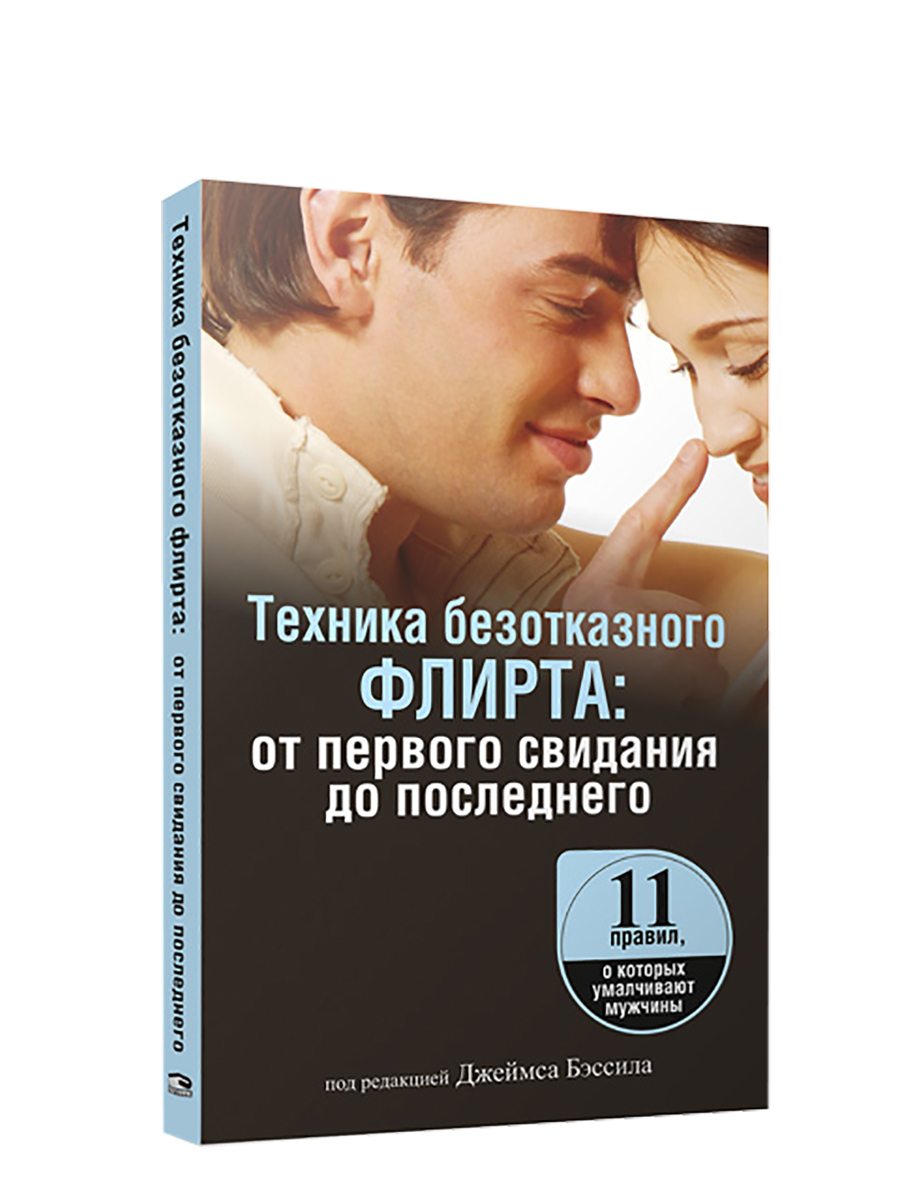 Техника безотказного флирта: от первого свидания до последнего
Техника безотказного
ФЛИРТА:
от первого свидания
до последнего
11
правил,
о которых
умалчивают
мужчины
под редакцией Джеймса Бэссила